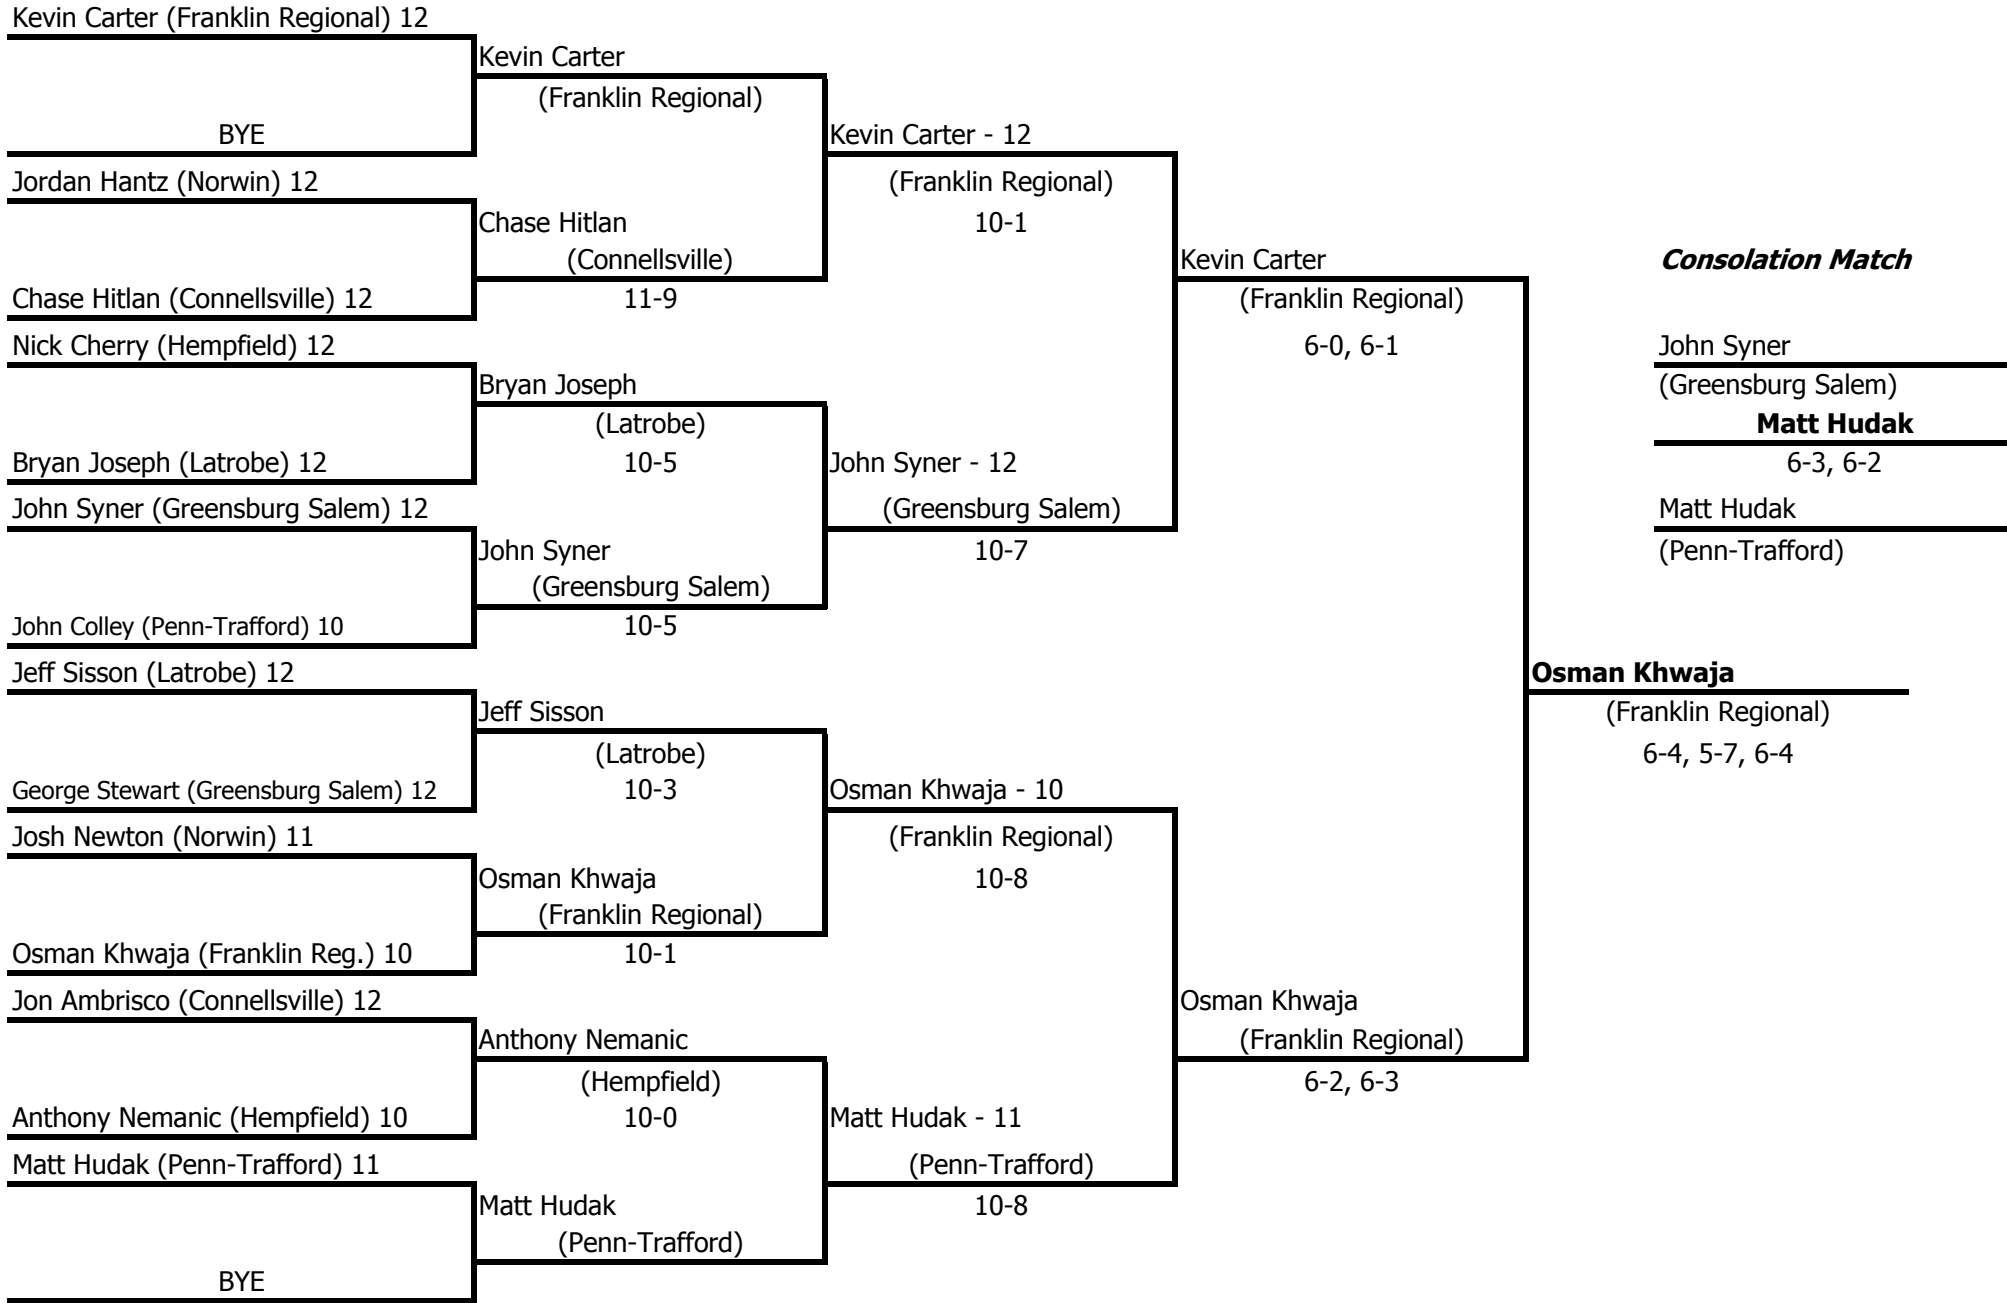 Kevin Carter (Franklin Regional) 12
BYE
Jordan Hantz (Norwin) 12
Chase Hitlan (Connellsville) 12
Nick Cherry (Hempfield) 12
Bryan Joseph (Latrobe) 12
John Syner (Greensburg Salem) 12
John Colley (Penn-Trafford) 10
Jeff Sisson (Latrobe) 12
George Stewart (Greensburg Salem) 12
Josh Newton (Norwin) 11
Osman Khwaja (Franklin Reg.) 10
Jon Ambrisco (Connellsville) 12
Anthony Nemanic (Hempfield) 10
Matt Hudak (Penn-Trafford) 11
BYE
Kevin Carter
(Franklin Regional)
Chase Hitlan
(Connellsville)
11-9
Bryan Joseph
(Latrobe)
10-5
John Syner
(Greensburg Salem)
10-5
Jeff Sisson
(Latrobe)
10-3
Osman Khwaja
(Franklin Regional)
10-1
Anthony Nemanic
(Hempfield)
10-0
Matt Hudak
(Penn-Trafford)
Kevin Carter - 12
(Franklin Regional)
10-1
John Syner - 12
(Greensburg Salem)
10-7
Osman Khwaja - 10
(Franklin Regional)
10-8
Matt Hudak - 11
(Penn-Trafford)
10-8
Kevin Carter
(Franklin Regional)
6-0, 6-1
Osman Khwaja
(Franklin Regional)
6-2, 6-3
Osman Khwaja
(Franklin Regional)
6-4, 5-7, 6-4
Consolation Match
John Syner
(Greensburg Salem)
Matt Hudak
6-3, 6-2
Matt Hudak
(Penn-Trafford)